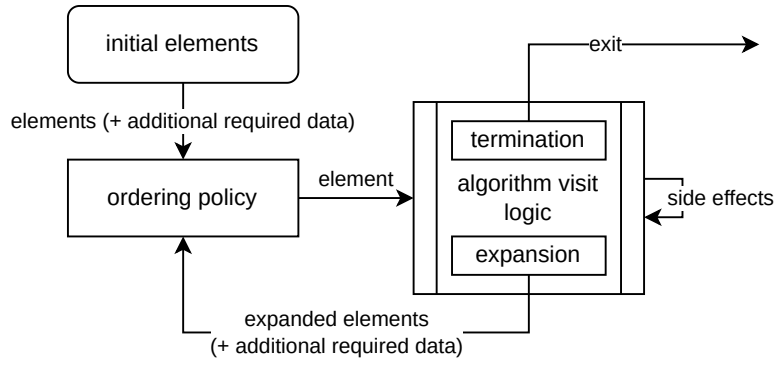 initial elements
exit
elements (+ additional required data)
termination
ordering policy
element
algorithm visit
logic
side effects
expansion
expanded elements
(+ additional required data)